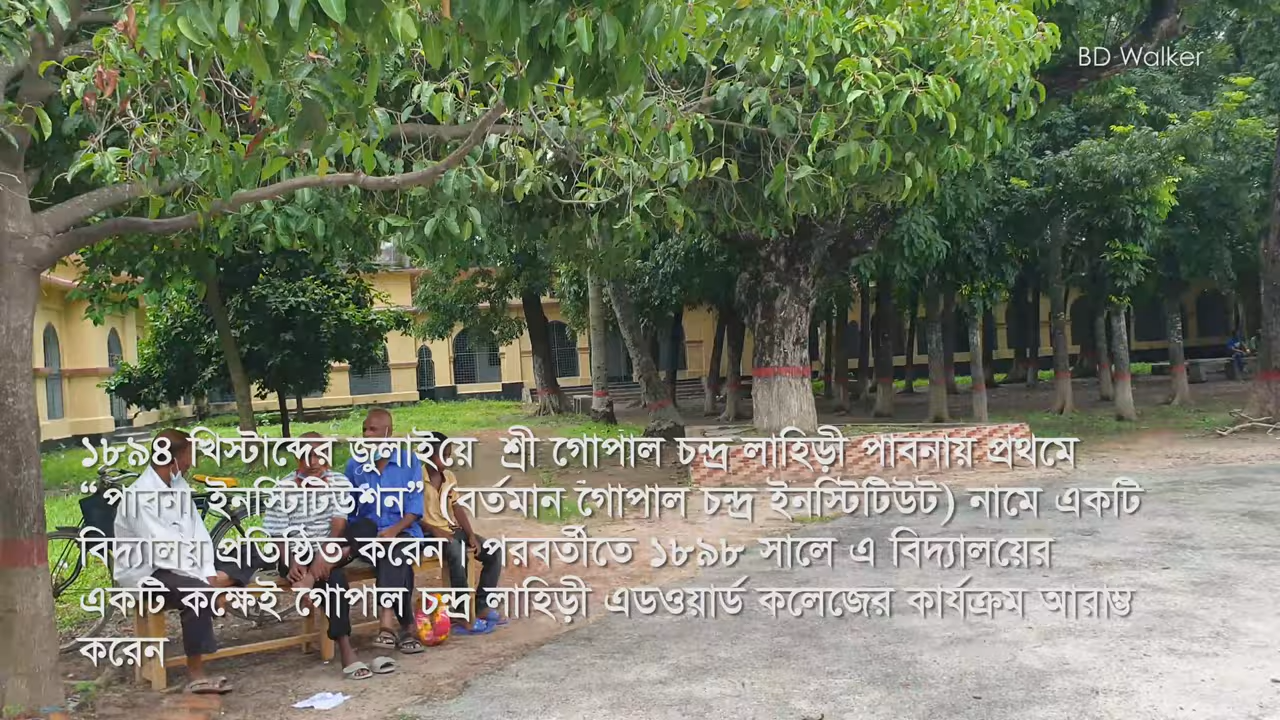 BD Walker
১৮৯৪ খিস্টাব্দের জুলাইয়ে শ্রী গোপাল চন্দ্র লাহিড়ী পাবনায় প্রথমে
“পাবনা ইনস্টিটিউশন” (বর্তমান গোপাল চন্দ্র ইনস্টিটিউট) নামে একটি
বিদ্যালয় প্রতিষ্ঠিত করেন। পরবর্তীতে ১৮৯৮ সালে এ বিদ্যালয়ের
একটি কক্ষেই গোপাল চন্দ্র লাহিড়ী এডওয়ার্ড কলেজের কার্যক্রম আরাম্ভ
করেন